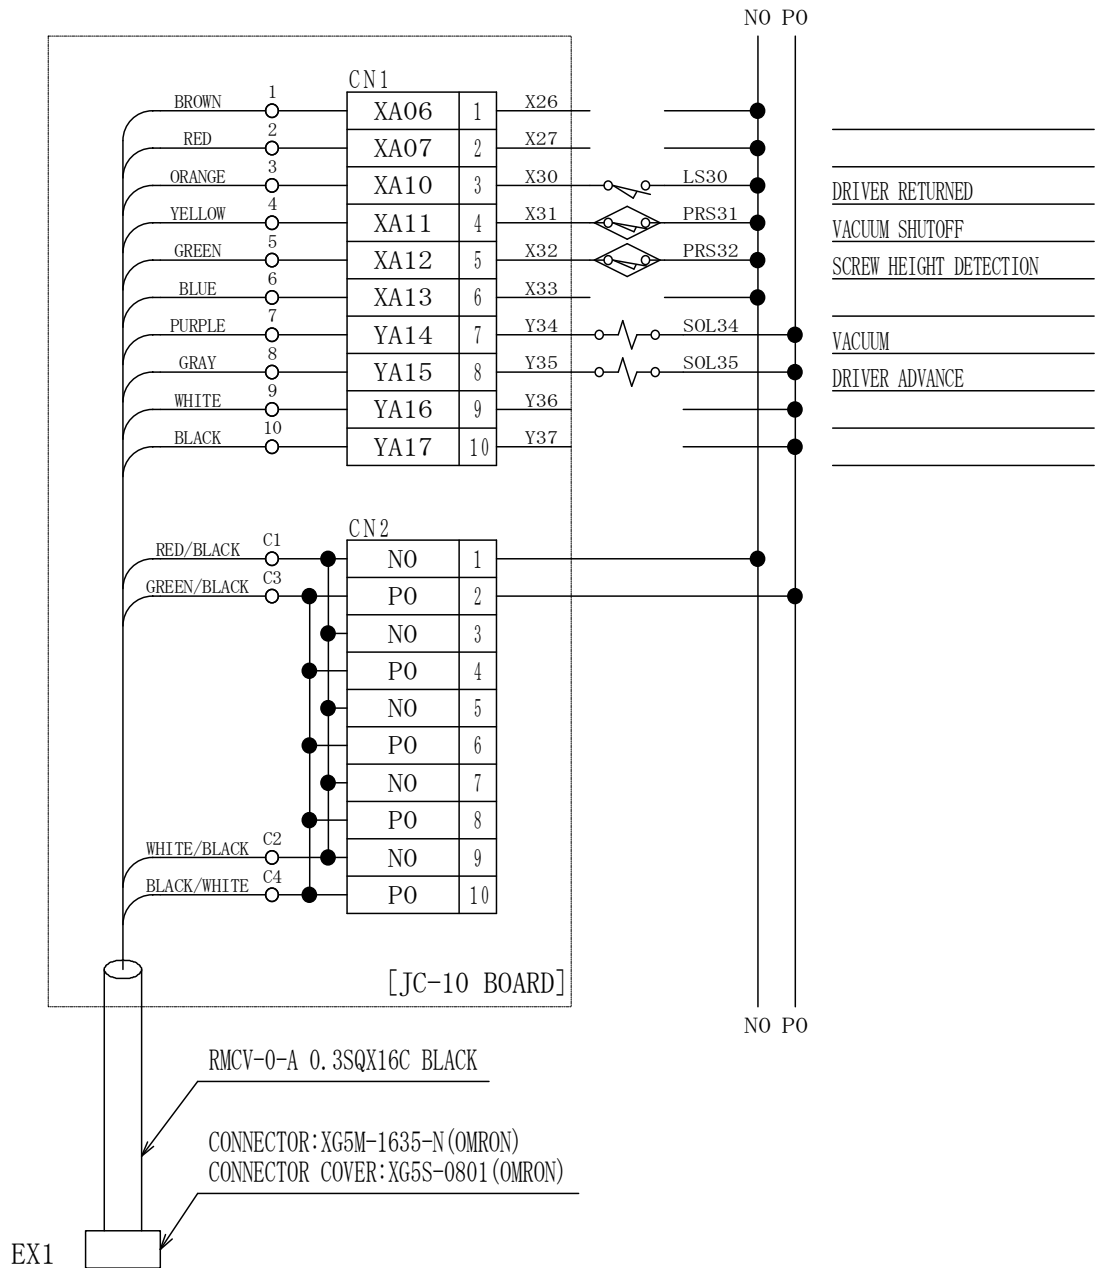 NO PO
CN1
BROWN 1 XA06 1 X26
RED 2 XA07 2 X27
ORANGE 3 XA10 3 X30 LS30 DRIVER RETURNED
YELLOW 4 XA11 4 X31 PRS31 VACUUM SHUTOFF
GREEN 5 XA12 5 X32 PRS32 SCREW HEIGHT DETECTION
BLUE 6 XA13 6 X33
PURPLE 7 YA14 7 Y34 SOL34 VACUUM
GRAY 8 YA15 8 Y35 SOL35 DRIVER ADVANCE
WHITE 9 YA16 9 Y36
BLACK 10 YA17 10 Y37
CN2
RED/BLACK C1 NO 1
GREEN/BLACK C3 PO 2
NO 3
PO 4
NO 5
PO 6
NO 7
PO 8
WHITE/BLACK C2 NO 9
BLACK/WHITE C4 PO 10
[JC-10 BOARD]
NO PO
RMCV-O-A 0.3SQX16C BLACK
CONNECTOR:XG5M-1635-N(OMRON)
CONNECTOR COVER:XG5S-0801(OMRON)
EX1